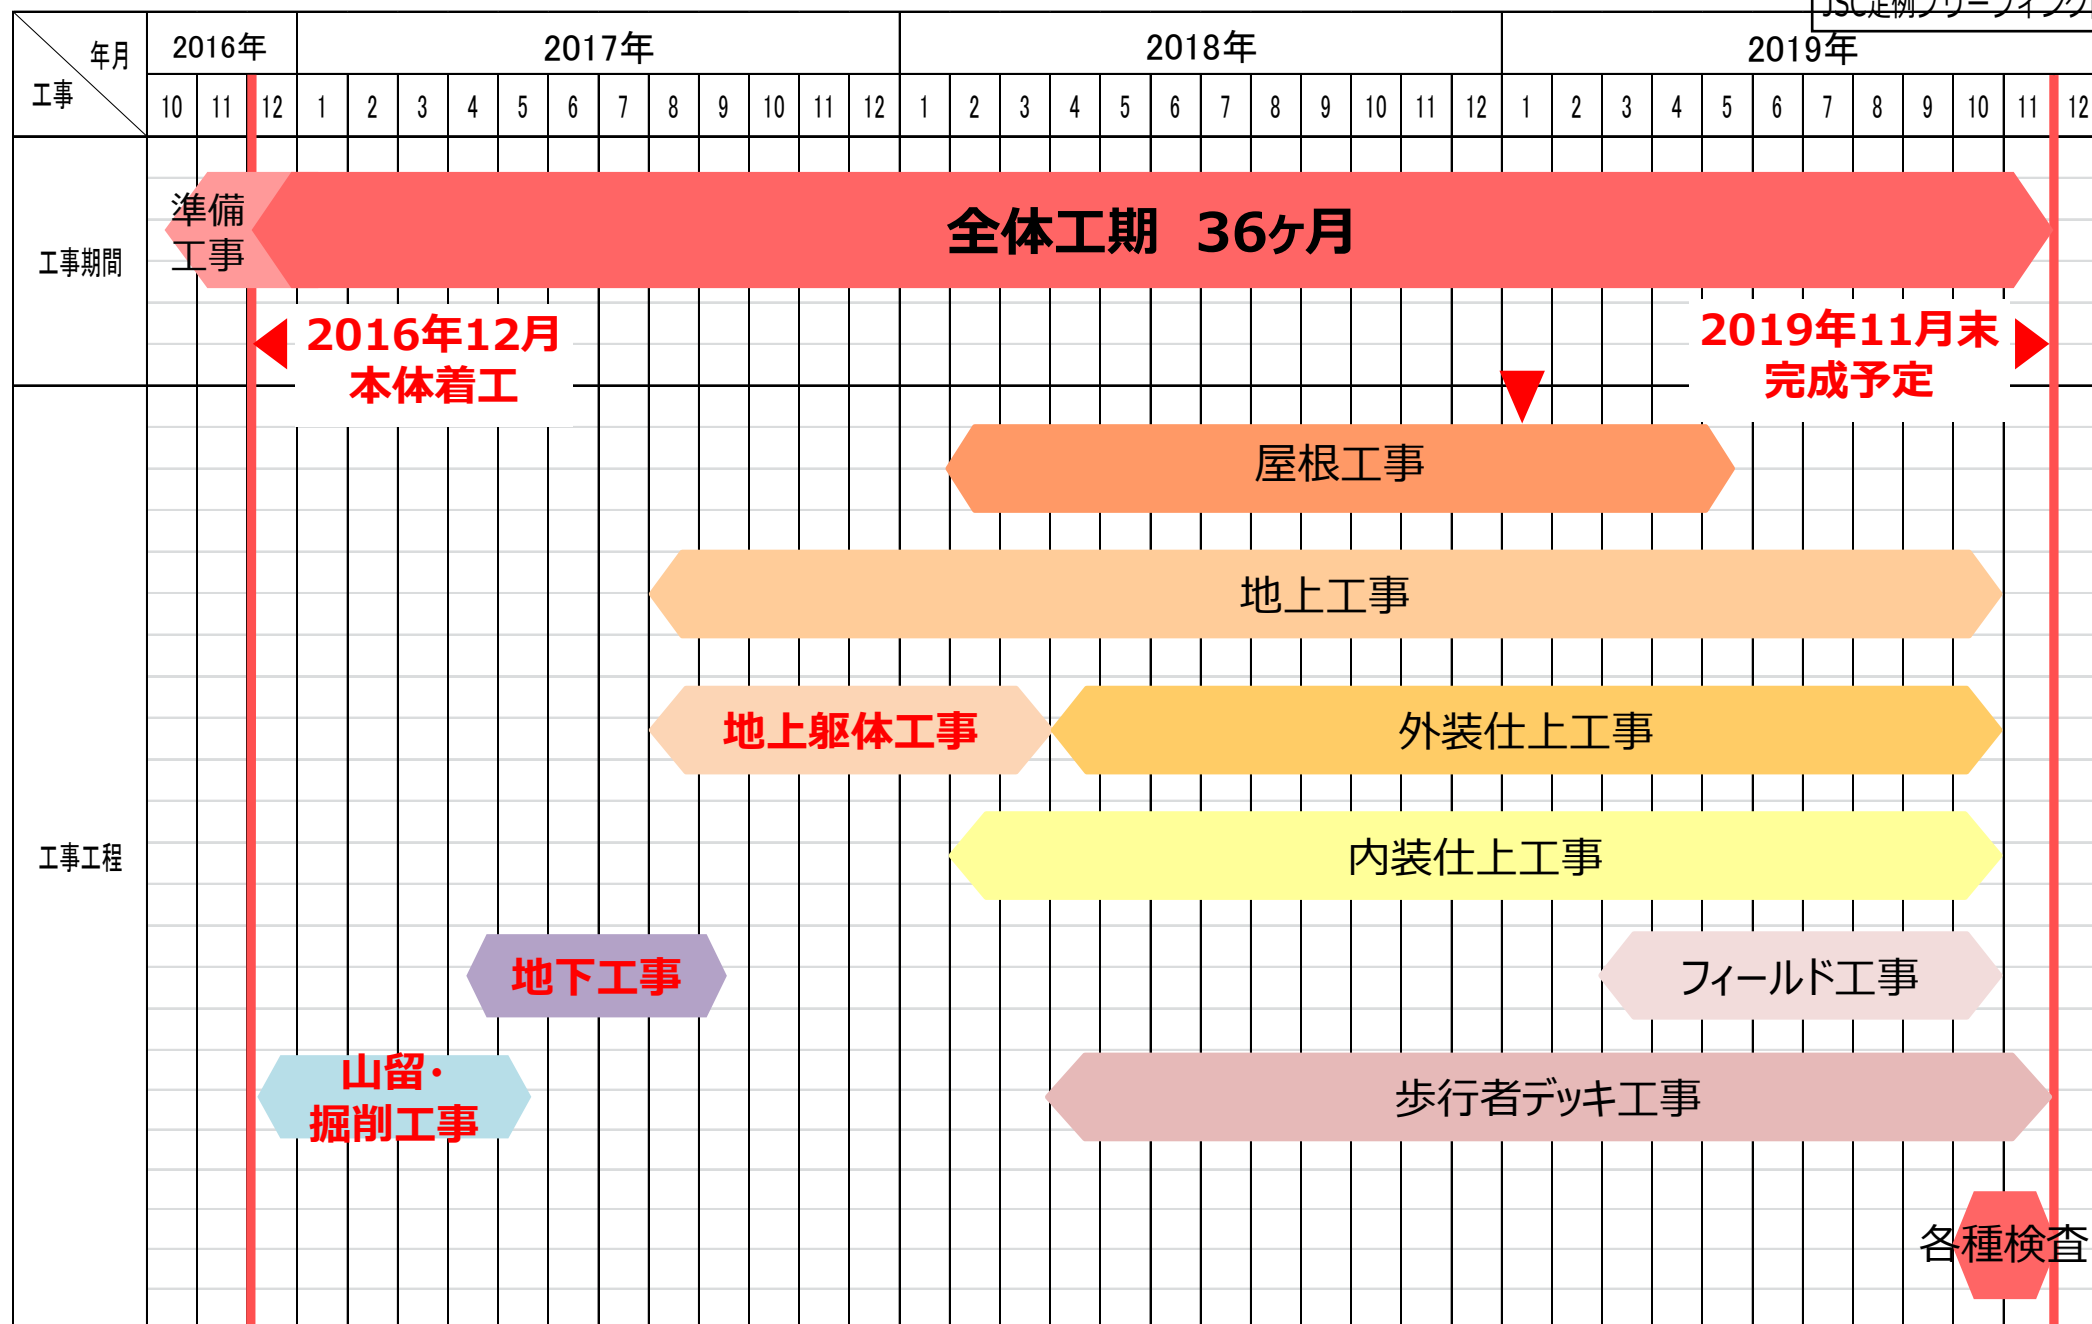 年月
工事
2016年 2017年 2018年 2019年
10 11 12 1 2 3 4 5 6 7 8 9 10 11 12 1 2 3 4 5 6 7 8 9 10 11 12 1 2 3 4 5 6 7 8 9 10 11 12
工事期間
準備
工事
全体工期 36ヶ月
2016年12月
本体着工
2019年11月末
完成予定
工事工程
屋根工事
地上工事
地上躯体工事
外装仕上工事
内装仕上工事
地下工事
フィールド工事
山留・
掘削工事
歩行者デッキ工事
各種検査